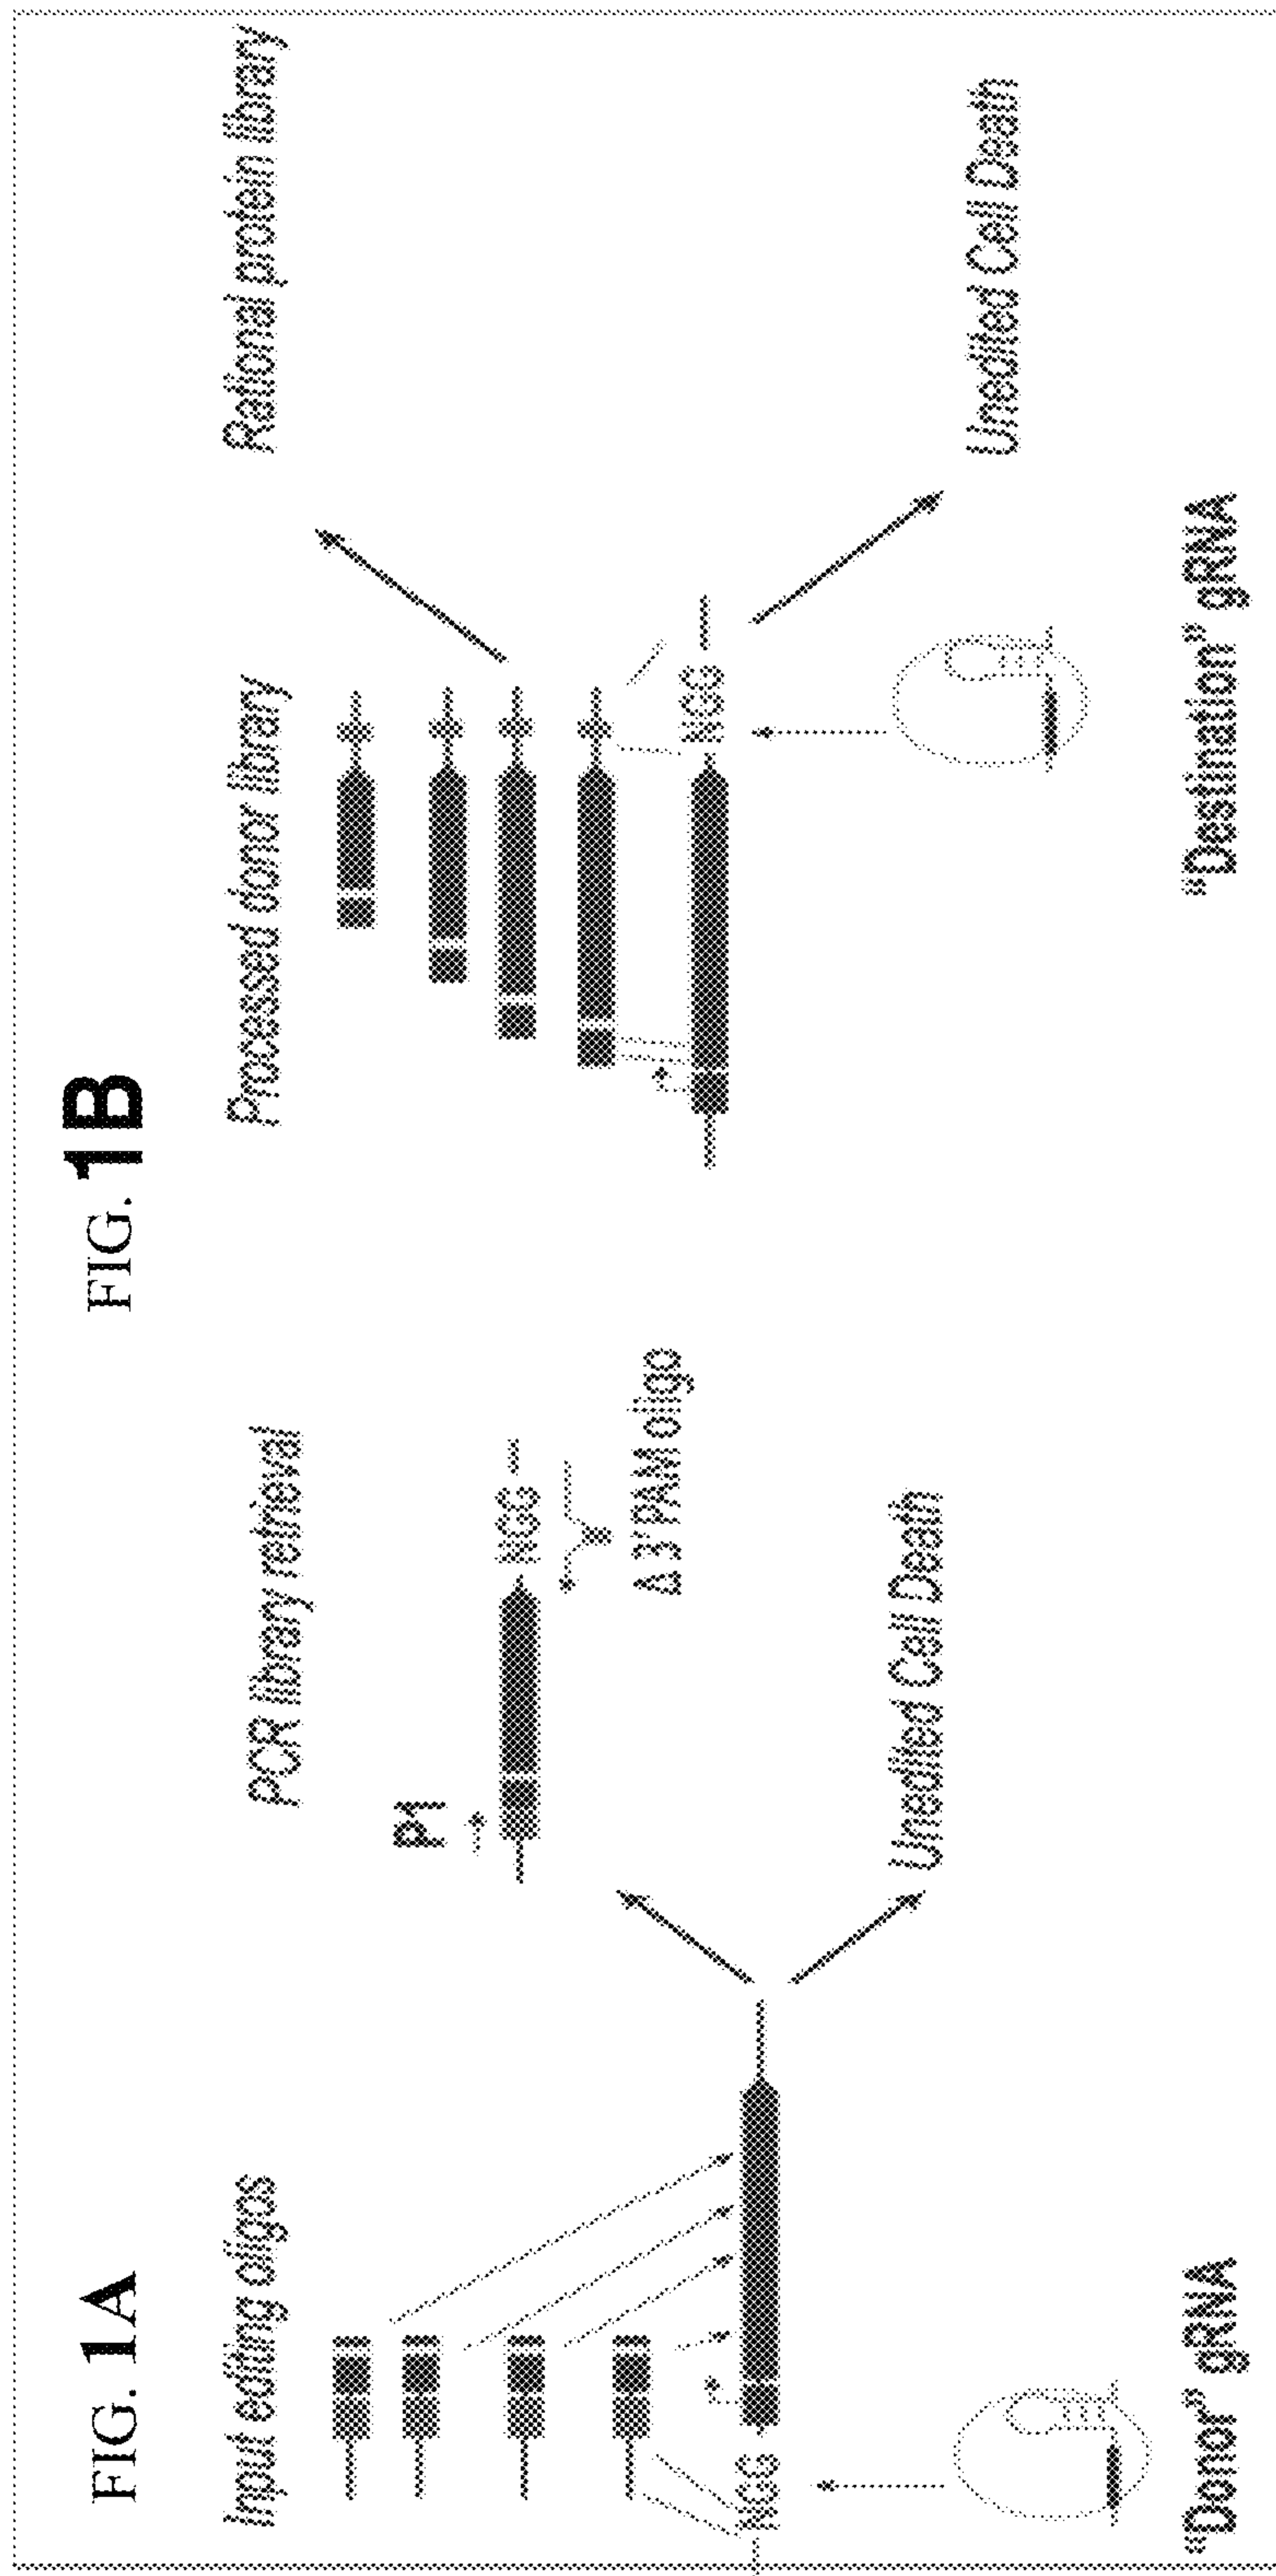 FIG. 1A
Input editing oligos
NGG
"Donor" gRNA
PCR library retrieval
P1
NGG
Δ 3' PAM oligo
Unedited Cell Death
FIG. 1B
Processed donor library
NGG
"Destination" gRNA
Rational protein library
Unedited Cell Death